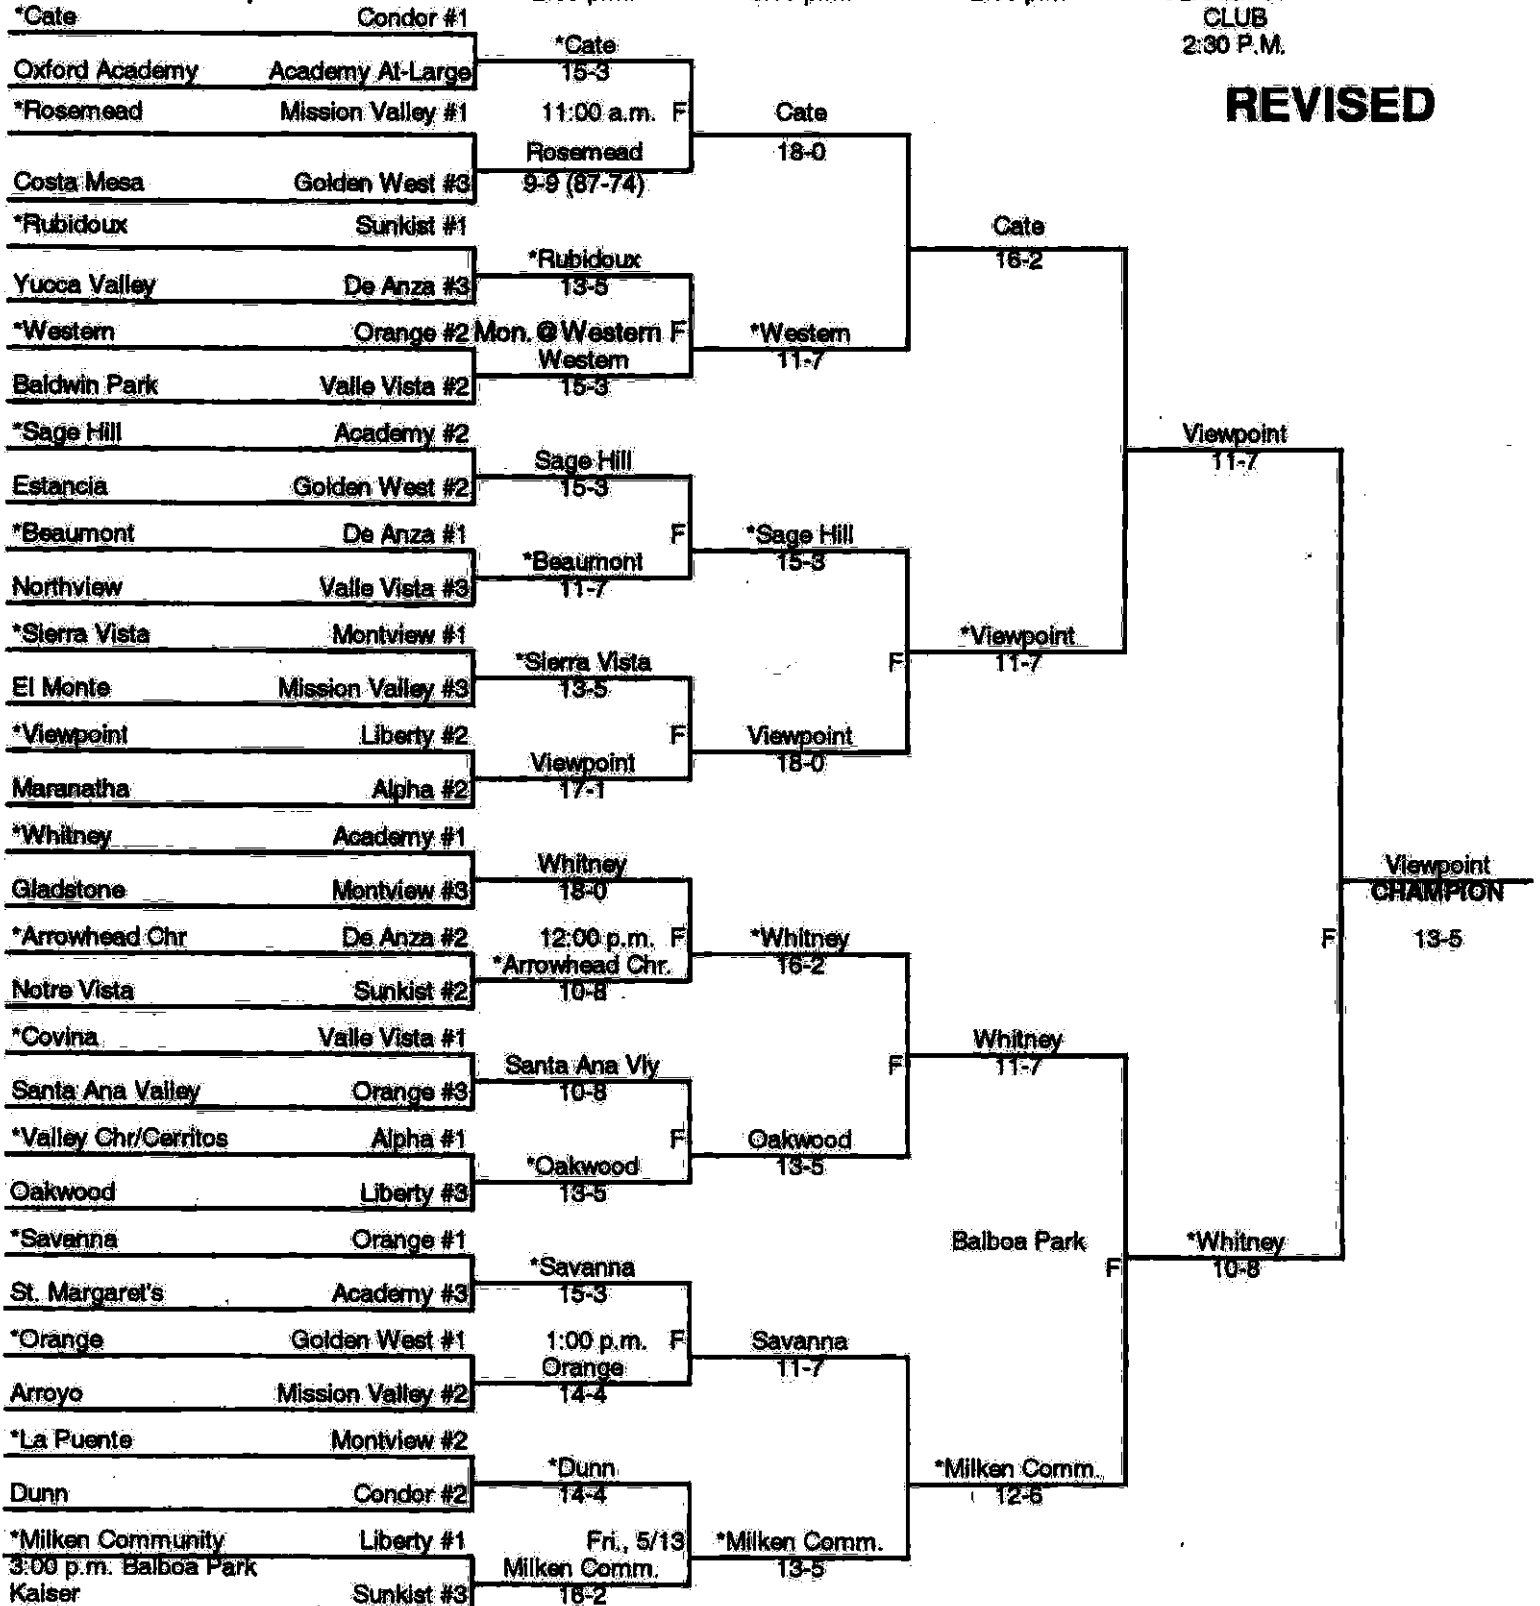 *Cate Condor #1
CLUB
*Cate
2:30 P.M.
Oxford Academy Academy At-Large 15-3
REVISED
*Rosemead Mission Valley #1 11:00 a.m. F Cate
Rosemead 18-0
Costa Mesa Golden West #3 9-9 (87-74)
*Rubidoux Sunkist #1 Cate
*Rubidoux 16-2
Yucca Valley De Anza #3 13-5
*Western Orange #2 Mon. @ Western F *Western
Western 11-7
Baldwin Park Valle Vista #2 15-3
*Sage Hill Academy #2 Viewpoint
Sage Hill 11-7
Estancia Golden West #2 15-3
*Beaumont De Anza #1 F *Sage Hill
*Beaumont 15-3
Northview Valle Vista #3 11-7
*Sierra Vista Montview #1 *Viewpoint
*Sierra Vista F 11-7
El Monte Mission Valley #3 13-5
*Viewpoint Liberty #2 F Viewpoint
Viewpoint 18-0
Maranatha Alpha #2 17-1
*Whitney Academy #1
Whitney Viewpoint
Gladstone Montview #3 18-0 CHAMPION
*Arrowhead Chr De Anza #2 12:00 p.m. F *Whitney F 13-5
*Arrowhead Chr. 16-2
Notre Vista Sunkist #2 10-8
*Covina Valle Vista #1 Whitney
Santa Ana Vly F 11-7
Santa Ana Valley Orange #3 10-8
*Valley Chr/Cerritos Alpha #1 F Oakwood
*Oakwood 13-5
Oakwood Liberty #3 13-5
*Savanna Orange #1 Balboa Park *Whitney
*Savanna F 10-8
St. Margaret's Academy #3 15-3
*Orange Golden West #1 1:00 p.m. F Savanna
Orange 11-7
Arroyo Mission Valley #2 14-4
*La Puente Montview #2
*Dunn *Milken Comm.
Dunn Condor #2 14-4 12-6
*Milken Community Liberty #1 Fri., 5/13 *Milken Comm.
3:00 p.m. Balboa Park Milken Comm. 13-5
Kaiser Sunkist #3 16-2